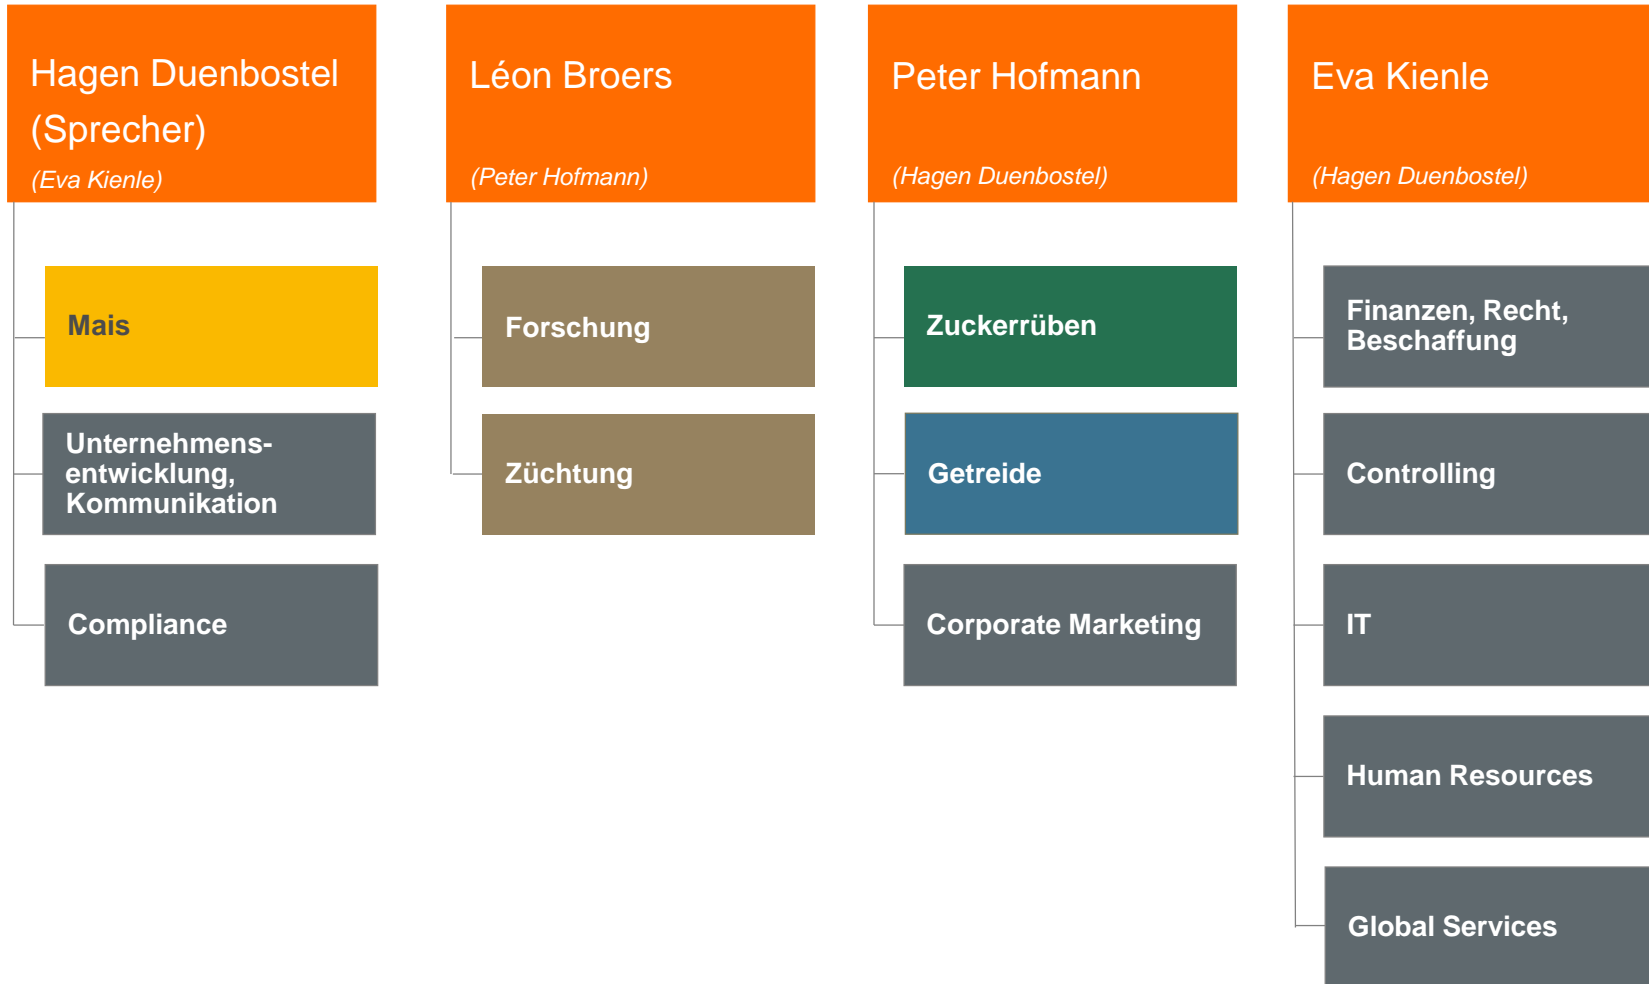 Hagen Duenbostel
(Sprecher)
(Eva Kienle)
Mais
Unternehmens-
entwicklung,
Kommunikation
Compliance
Léon Broers
(Peter Hofmann)
Forschung
Züchtung
Peter Hofmann
(Hagen Duenbostel)
Zuckerrüben
Getreide
Corporate Marketing
Eva Kienle
(Hagen Duenbostel)
Finanzen, Recht,
Beschaffung
Controlling
IT
Human Resources
Global Services